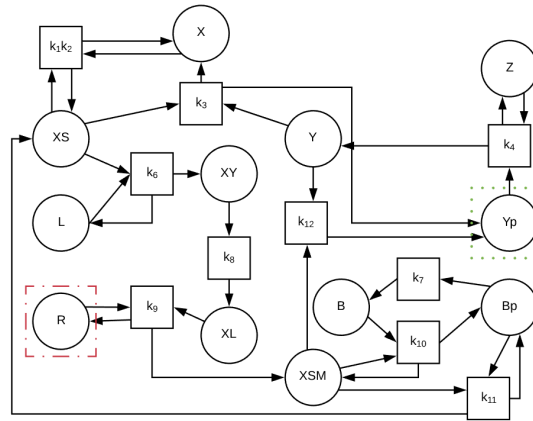 X
k₁k₂
Z
k₃
XS
Y
k₄
k₆
XY
L
k₁₂
Yp
k₈
k₇
R
k₉
B
Bp
XL
k₁₀
XSM
k₁₁